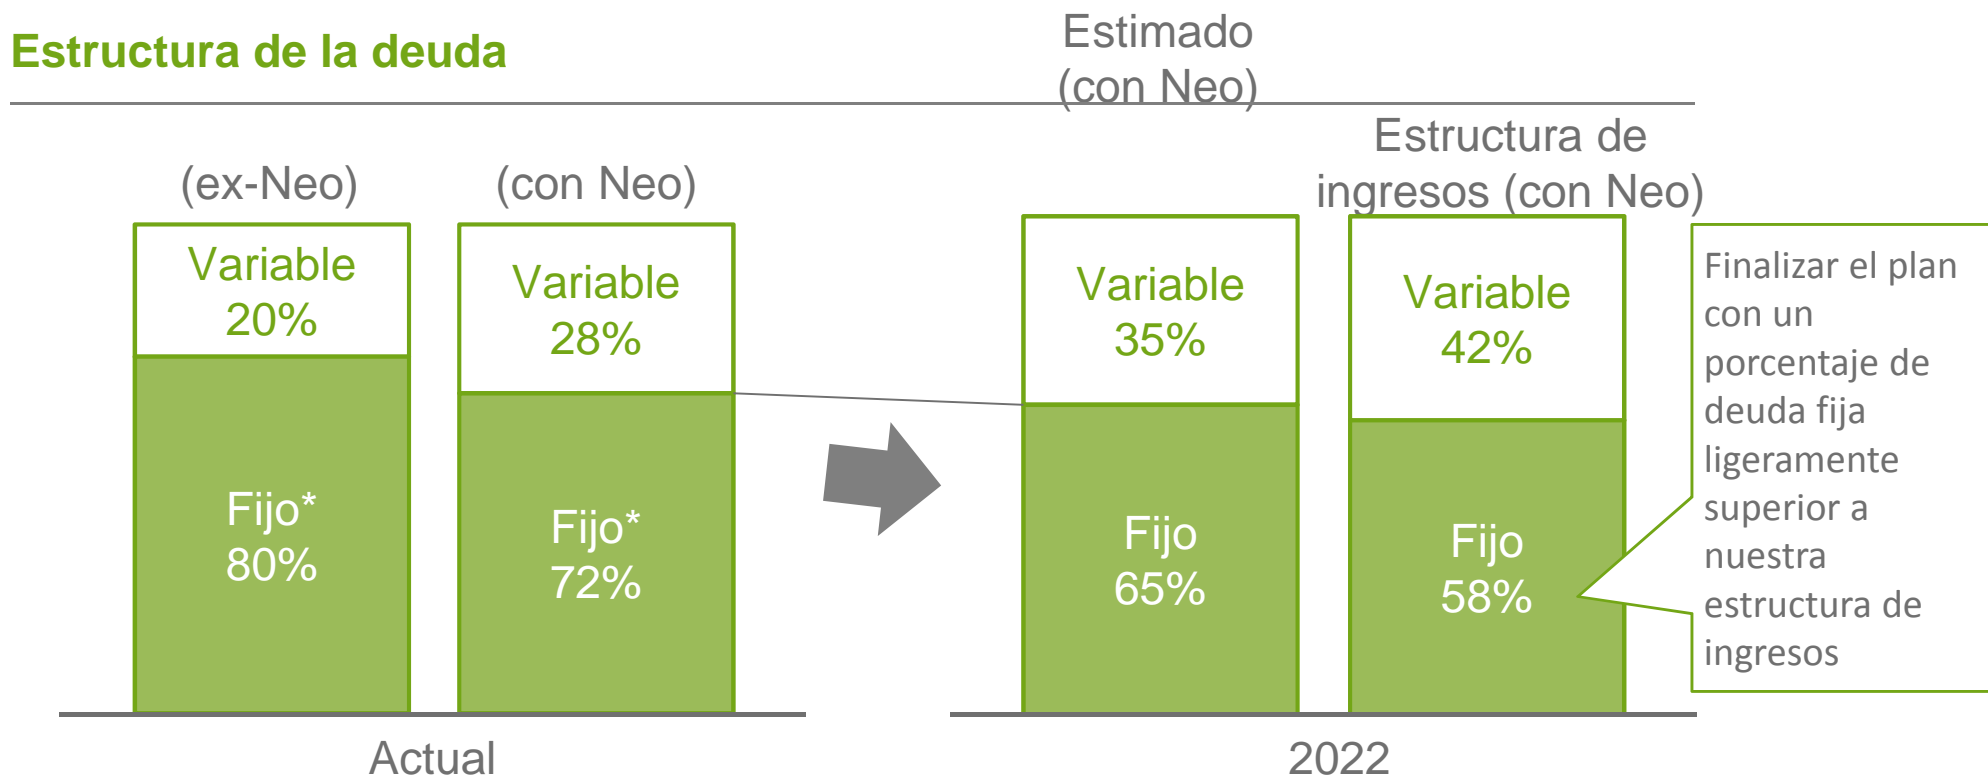 Estructura de la deuda
Estimado
(con Neo)
(ex-Neo)
(con Neo)
Estructura de
ingresos (con Neo)
Variable
20%
Fijo*
80%
Variable
28%
Fijo*
72%
Variable
35%
Fijo
65%
Variable
42%
Fijo
58%
Finalizar el plan
con un
porcentaje de
deuda fija
ligeramente
superior a
nuestra
estructura de
ingresos
Actual
2022